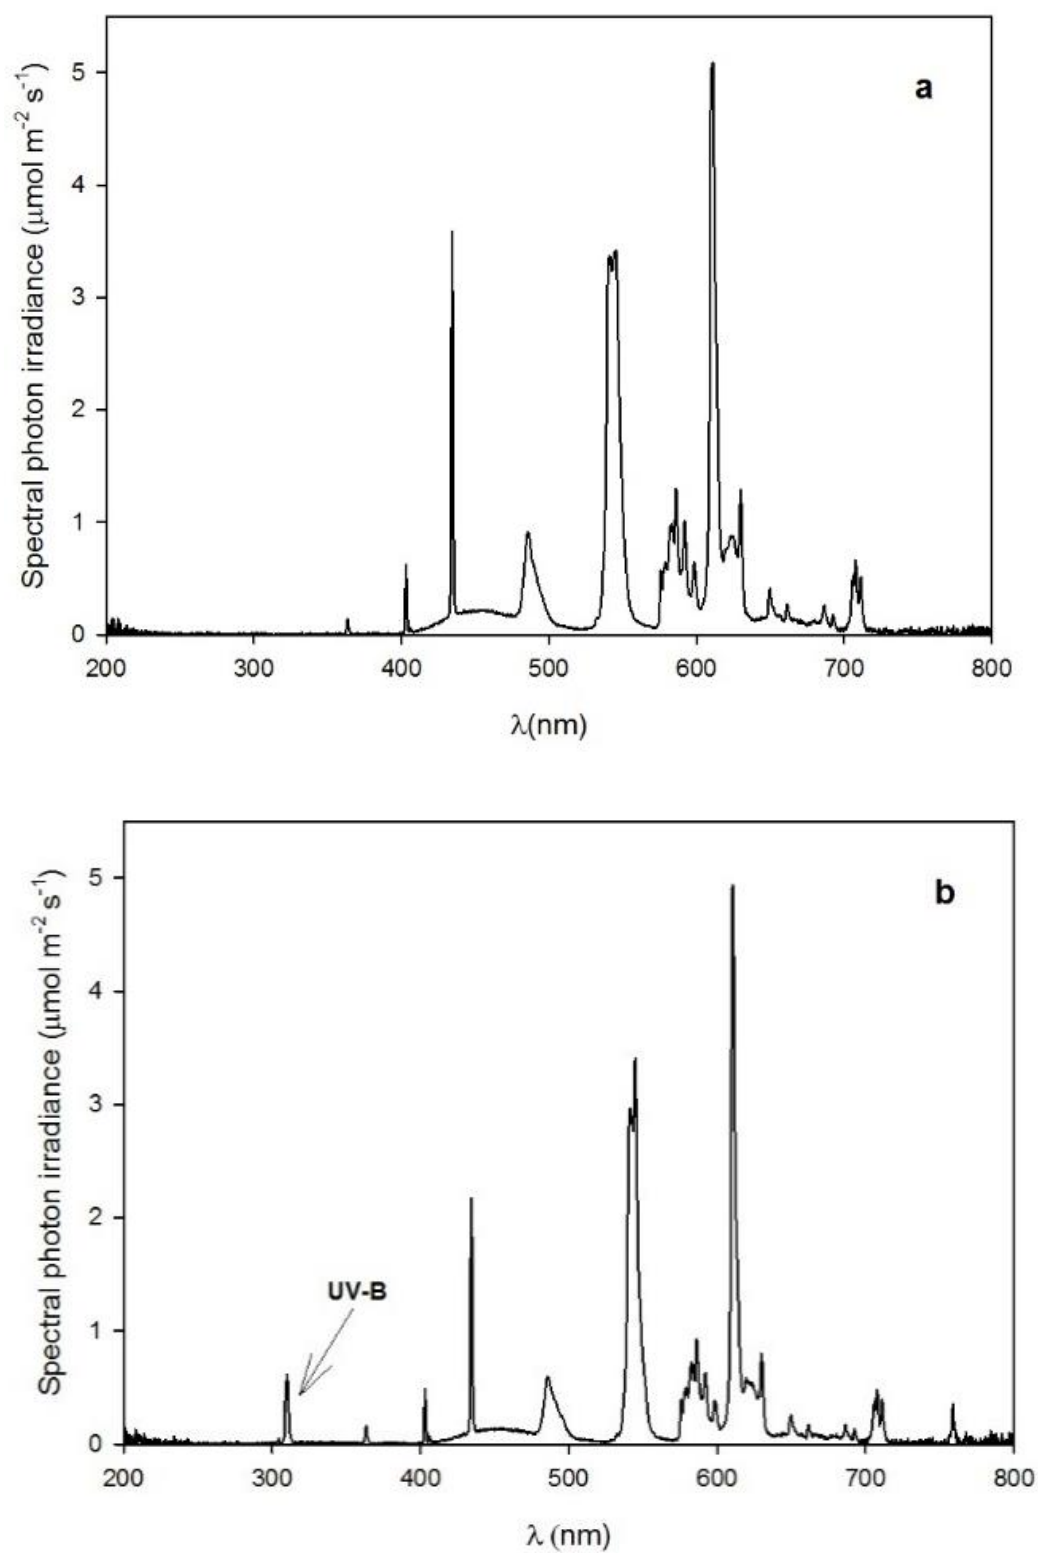 a
Spectral photon irradiance (μmol m-2 s-1)
5
4
3
2
1
0
200 300 400 500 600 700 800
λ(nm)
b
Spectral photon irradiance (μmol m-2 s-1)
5
4
3
2
UV-B
1
0
200 300 400 500 600 700 800
λ (nm)